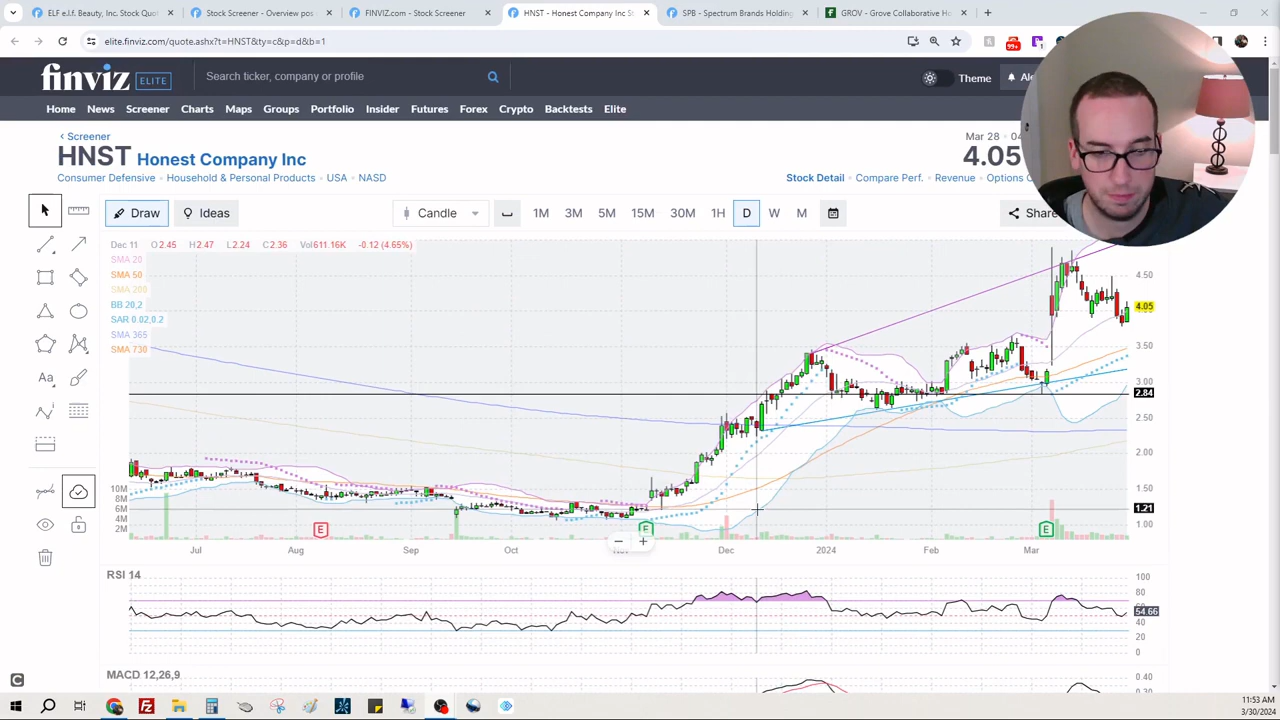 ELF e.l.f. Beauty, Inc. Stock Quot
Stock Screener - Overview pos
FINVIZ.com - Stock Screener
HNST - Honest Company Inc St
SPB - Spectrum Brands Holding
GROV - Grove Collaborative Ho
elite.finviz.com/quote.ashx?t=HNST&ty=c&p=d&b=1
99+
1
finviz ELITE
Search ticker, company or profile
Theme
Ale
Home News Screener Charts Maps Groups Portfolio Insider Futures Forex Crypto Backtests Elite
‹ Screener
Mar 28
HNST Honest Company Inc
4.05
Consumer Defensive · Household & Personal Products · USA · NASD
Stock Detail · Compare Perf. · Revenue · Options
Draw
Ideas
Candle
1M 3M 5M 15M 30M 1H D W M
Share
Dec 11 O 2.45 H 2.47 L 2.24 C 2.36 Vol 611.16K -0.12 (4.65%)
SMA 20
SMA 50
SMA 200
BB 20,2
SAR 0.02,0.2
SMA 365
SMA 730
4.50
4.05
3.50
3.00
2.84
2.50
2.00
1.50
1.21
1.00
10M
8M
6M
4M
2M
E
E
E
Aa
Jul Aug Sep Oct Nov Dec 2024 Feb Mar
RSI 14
100
80
54.66
40
20
0
MACD 12,26,9
0.40
0.30
11:53 AM
3/30/2024